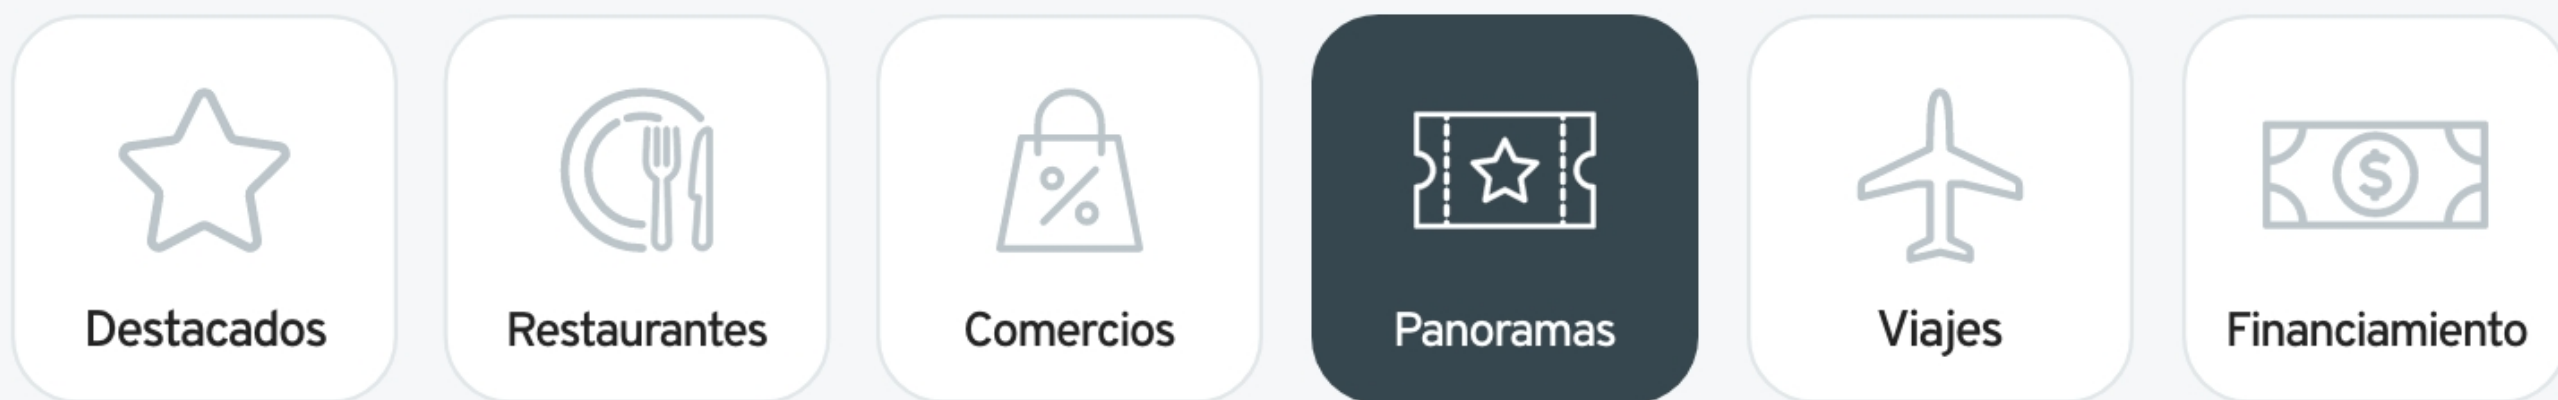 Destacados
Restaurantes
Comercios
Panoramas
Viajes
Financiamiento